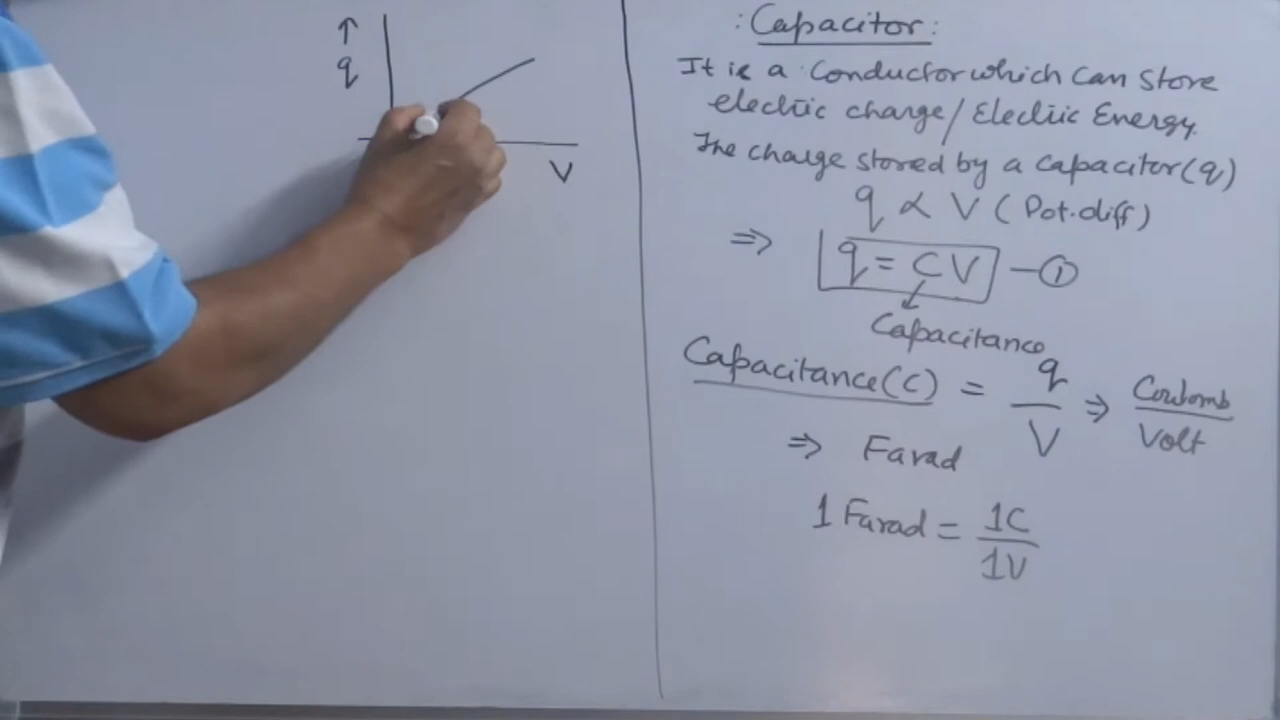 ↑
q
V
: Capacitor :
It is a Conductor which Can Store
electric charge/Electric Energy.
The charge stored by a Capacitor (q)
q ∝ V (Pot.diff)
⇒ q = CV —①
Capacitance
Capacitance(C) = q/V ⇒ Coulomb/Volt
⇒ Farad
1 Farad = 1C/1V